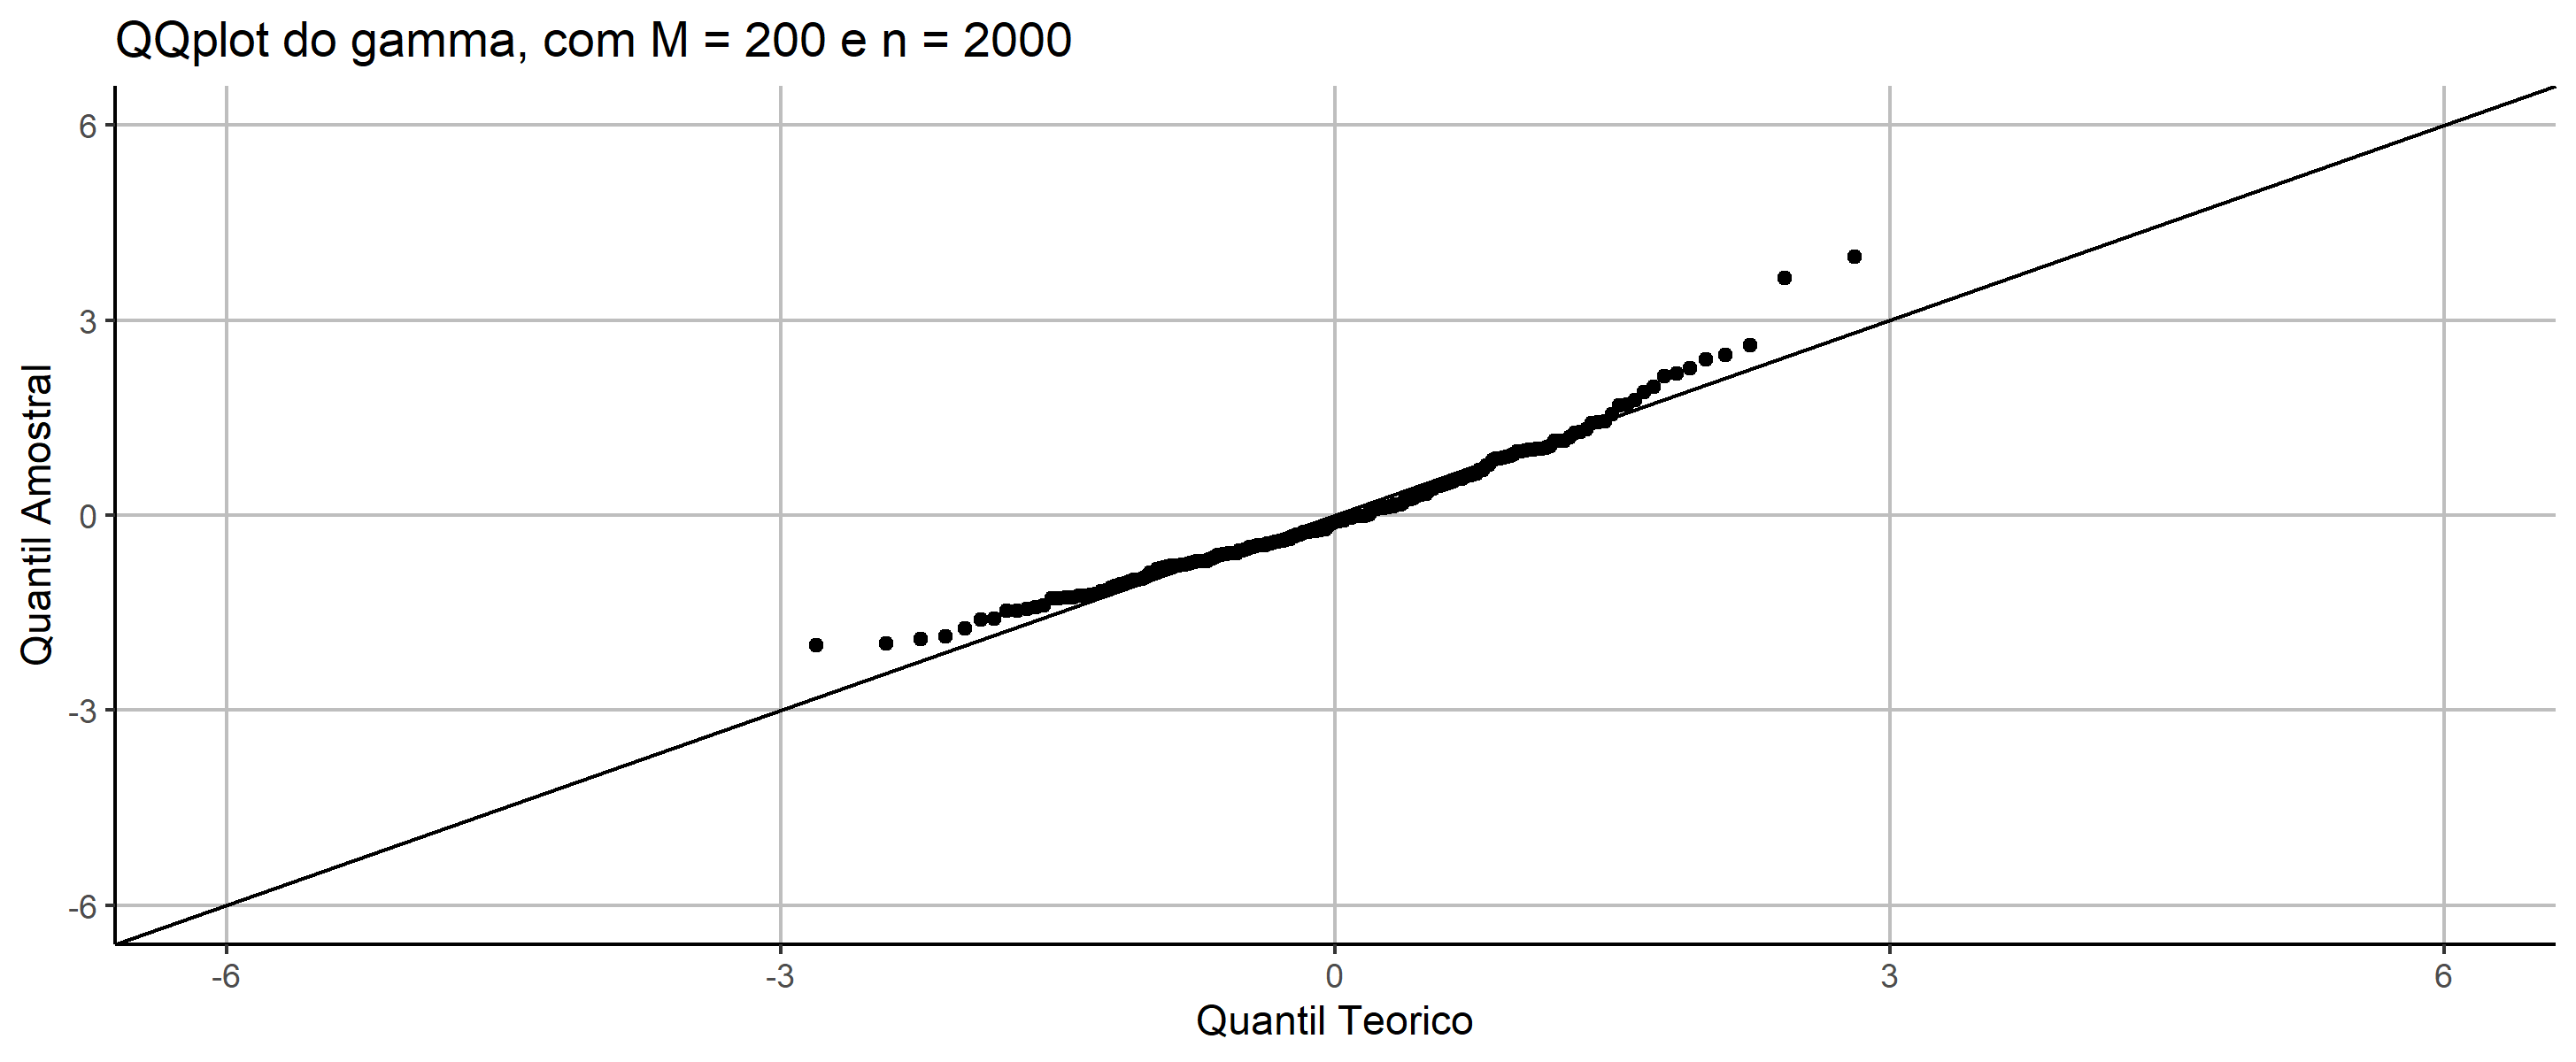 QQplot do gamma, com M = 200 e n = 2000
6
3
0
-3
-6
Quantil Amostral
-6 -3 0 3 6
Quantil Teorico